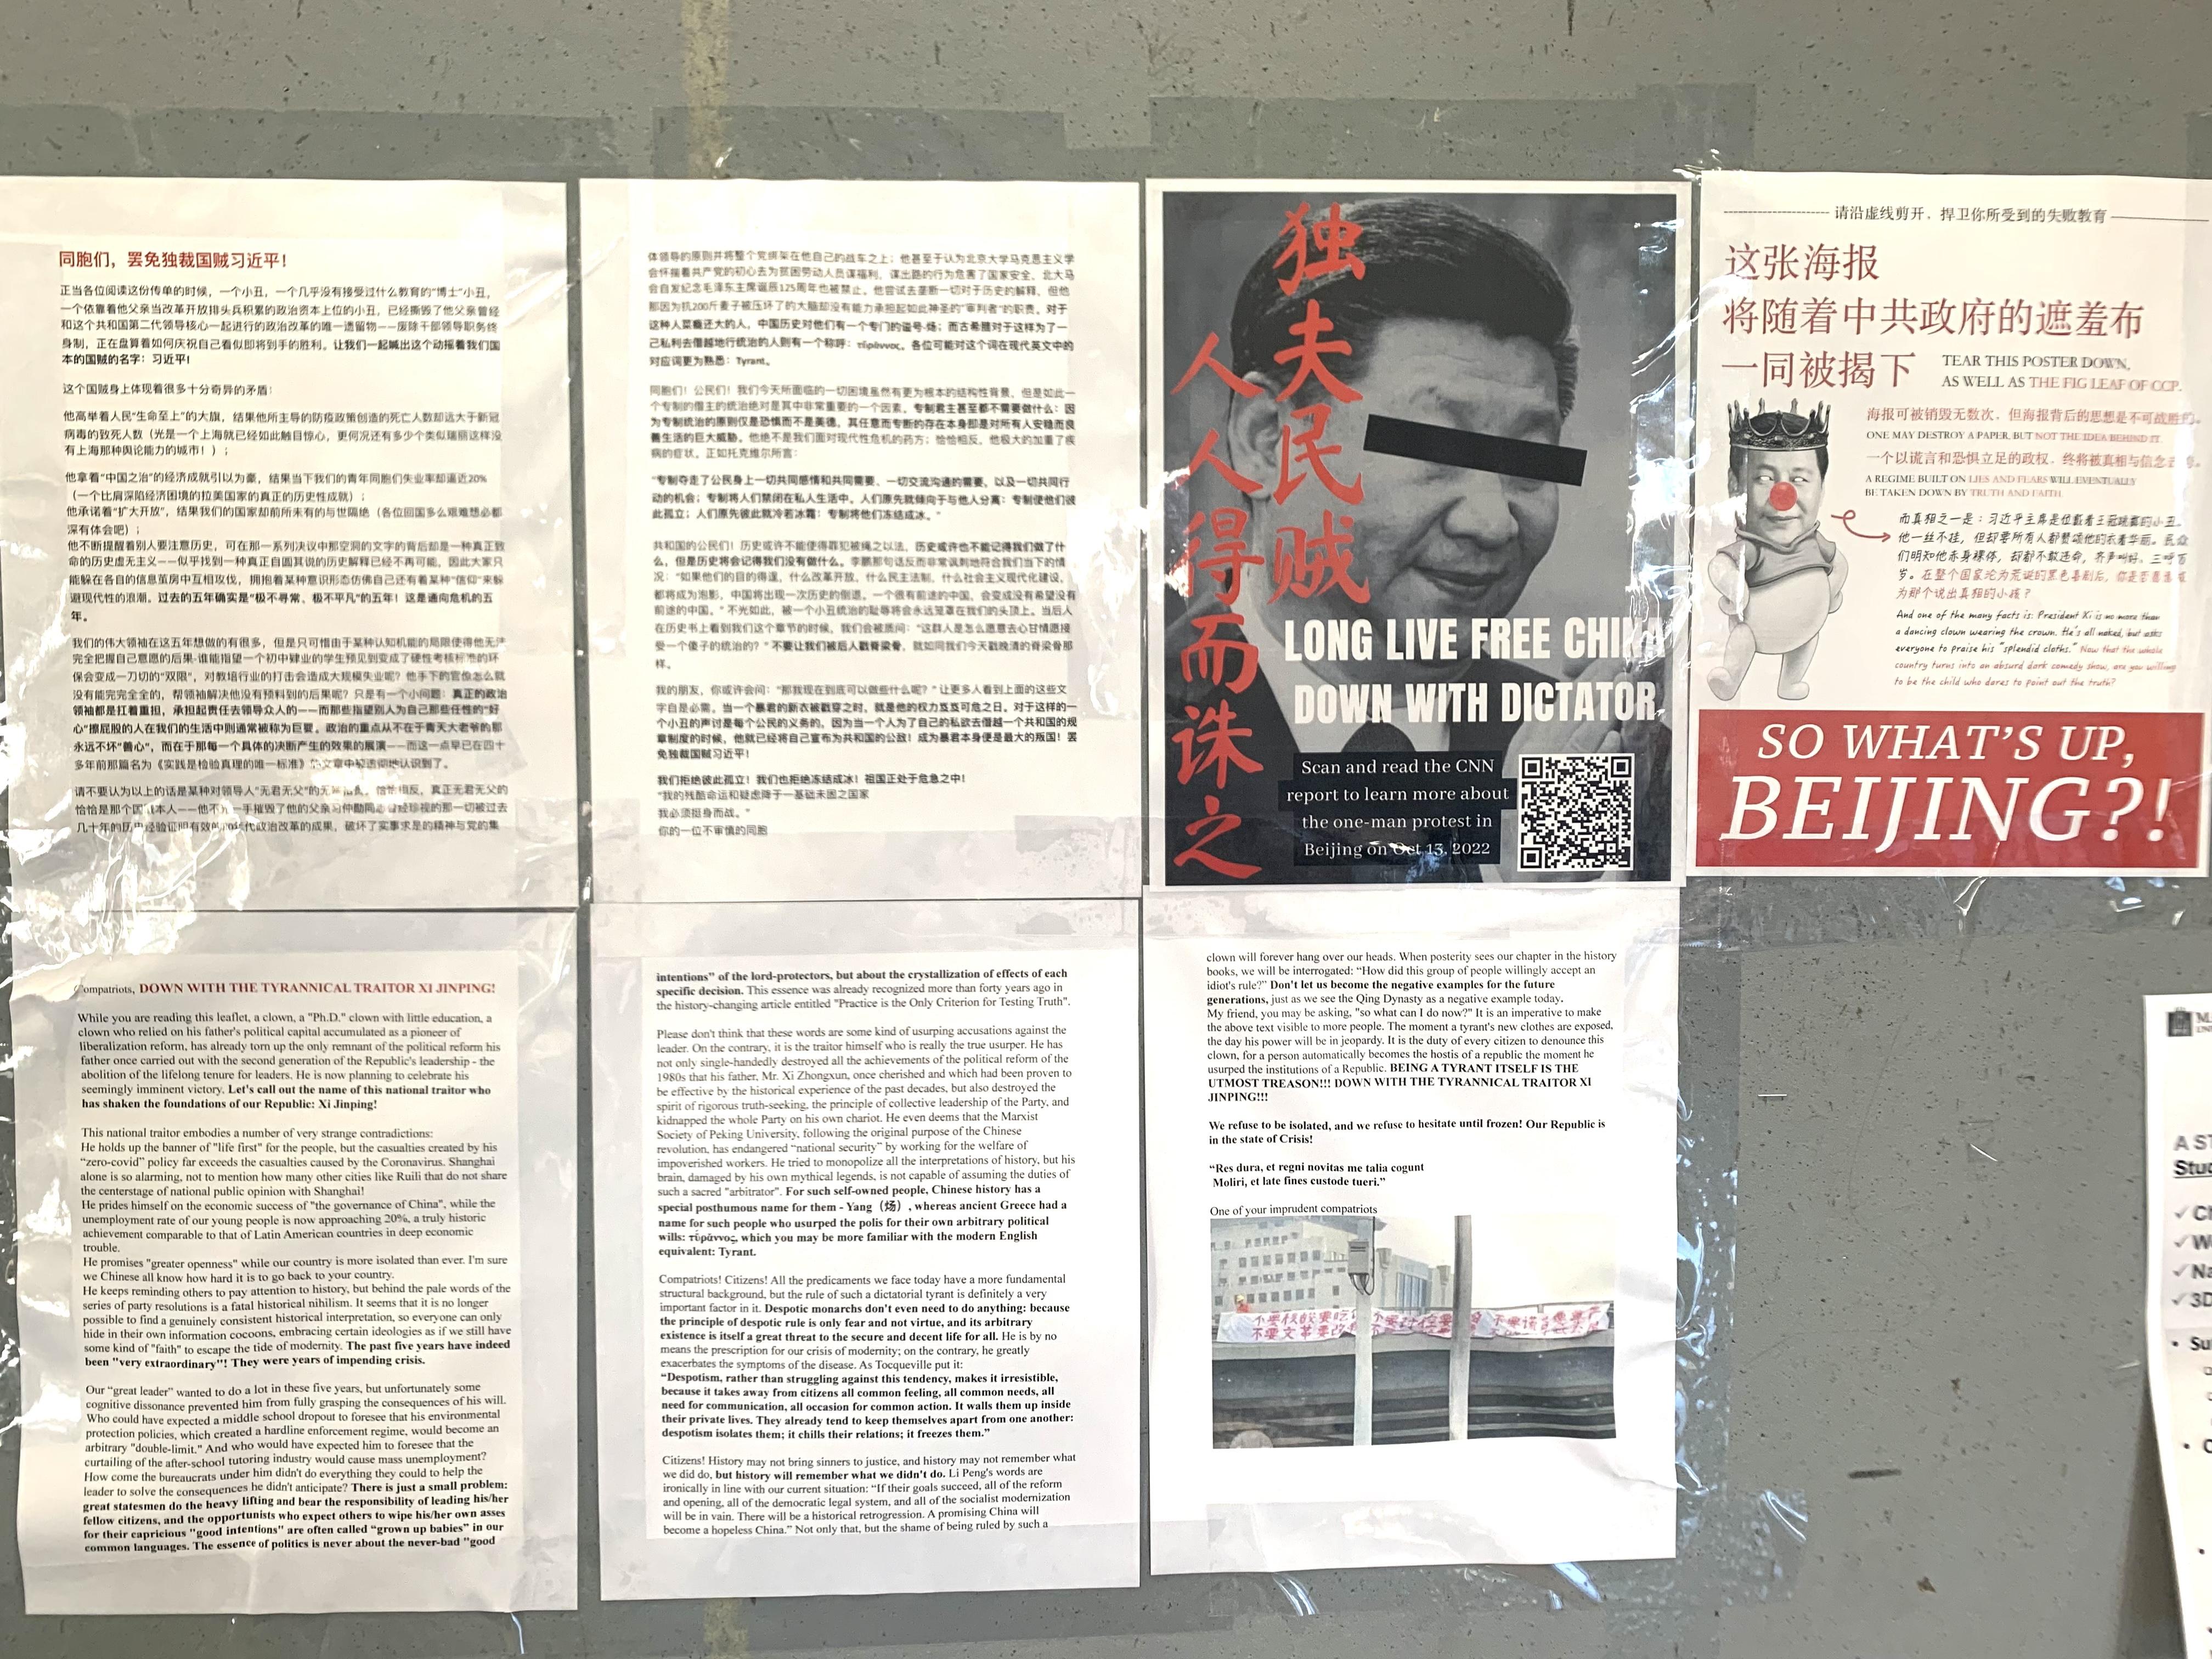 同胞们，罢免独裁国贼习近平！
正当各位阅读这份传单的时候，一个小丑，一个几乎没有接受过什么教育的“博士”小丑，
一个依靠着他父亲当改革开放排头兵积累的政治资本上位的小丑，已经撕毁了他父亲曾经
和这个共和国第二代领导核心一起进行的政治改革的唯一遗留物——废除干部领导职务终
身制，正在盘算着如何庆祝自己看似即将到手的胜利。让我们一起喊出这个动摇着我们国
本的国贼的名字：习近平！
这个国贼身上体现着很多十分奇异的矛盾：
他高举着人民“生命至上”的大旗，结果他所主导的防疫政策创造的死亡人数却远大于新冠
病毒的致死人数（光是一个上海就已经如此触目惊心，更何况还有多少个类似瑞丽这样没
有上海那种舆论能力的城市！）；
他拿着“中国之治”的经济成就引以为豪，结果当下我们的青年同胞们失业率却逼近20%
（一个比肩深陷经济困境的拉美国家的真正的历史性成就）；
他承诺着“扩大开放”，结果我们的国家却前所未有的与世隔绝（各位回国多么艰难想必都
深有体会吧）；
他不断提醒着别人要注意历史，可在那一系列决议中那空洞的文字的背后却是一种真正致
命的历史虚无主义——似乎找到一种真正自圆其说的历史解释已经不再可能，因此大家只
能躲在各自的信息茧房中互相攻伐，拥抱着某种意识形态仿佛自己还有着某种“信仰”来躲
避现代性的浪潮。过去的五年确实是“极不寻常、极不平凡”的五年！这是通向危机的五
年。
我们的伟大领袖在这五年想做的有很多，但是只可惜由于某种认知机能的局限使得他无法
完全把握自己意愿的后果-谁能指望一个初中肄业的学生预见到变成了硬性考核标准的环
保会变成一刀切的“双限”，对教培行业的打击会造成大规模失业呢？他手下的官僚怎么就
没有能完完全全的，帮领袖解决他没有预料到的后果呢？只是有一个小问题：真正的政治
领袖都是扛着重担，承担起责任去领导众人的——而那些指望别人为自己那些任性的“好
心”擦屁股的人在我们的生活中则通常被称为巨婴。政治的重点从不在于青天大老爷的那
永远不坏“善心”，而在于那每一个具体的决断产生的效果的展演——而这一点早已在四十
多年前那篇名为《实践是检验真理的唯一标准》的文章中被透彻地认识到了。
请不要认为以上的话是某种对领导人“无君无父”的 相反，真正无君无父的
恰恰是那个国贼本人——他不光一手摧毁了他的父亲习仲勋同志曾经珍视的那一切被过去
几十年的历史经验证明有效的 代政治改革的成果，破坏了实事求是的精神与党的集
体领导的原则并将整个党绑架在他自己的战车之上；他甚至于认为北京大学马克思主义学
会怀揣着共产党的初心去为贫困劳动人员谋福利、谋出路的行为危害了国家安全，北大马
会自发纪念毛泽东主席诞辰125周年也被禁止。他尝试去垄断一切对于历史的解释，但他
那因为扛200斤麦子被压坏了的大脑却没有能力承担起如此神圣的“审判者”的职责。对于
这种人菜瘾还大的人，中国历史对他们有一个专门的谥号-炀；而古希腊对于这样为了一
己私利去僭越地行统治的人则有一个称呼：τύραννος。各位可能对这个词在现代英文中的
对应词更为熟悉：Tyrant。
同胞们！公民们！我们今天所面临的一切困境虽然有更为根本的结构性背景，但是如此一
个专制的僭主的统治绝对是其中非常重要的一个因素。专制君主甚至都不需要做什么：因
为专制统治的原则仅是恐惧而不是美德，其任意而专断的存在本身即是对所有人安稳而良
善生活的巨大威胁。他绝不是我们面对现代性危机的药方；恰恰相反，他极大的加重了疾
病的症状。正如托克维尔所言：
“专制夺走了公民身上一切共同感情和共同需要、一切交流沟通的需要、以及一切共同行
动的机会；专制将人们禁闭在私人生活中。人们原先就倾向于与他人分离：专制使他们彼
此孤立；人们原先彼此就冷若冰霜：专制将他们冻结成冰。”
共和国的公民们！历史或许不能使得罪犯被绳之以法，历史或许也不能记得我们做了什
么，但是历史将会记得我们没有做什么。李鹏那句话反而非常讽刺地符合我们当下的情
况：“如果他们的目的得逞，什么改革开放，什么民主法制，什么社会主义现代化建设，
都将成为泡影，中国将出现一次历史的倒退。一个很有前途的中国，会变成没有希望没有
前途的中国。” 不光如此，被一个小丑统治的耻辱将会永远笼罩在我们的头顶上。当后人
在历史书上看到我们这个章节的时候，我们会被质问：“这群人是怎么愿意去心甘情愿接
受一个傻子的统治的？” 不要让我们被后人戳脊梁骨，就如同我们今天戳晚清的脊梁骨那
样。
我的朋友，你或许会问：“那我现在到底可以做些什么呢？” 让更多人看到上面的这些文
字自是必需，当一个暴君的新衣被戳穿之时，就是他的权力岌岌可危之日。对于这样的一
个小丑的声讨是每个公民的义务的，因为当一个人为了自己的私欲去僭越一个共和国的规
章制度的时候，他就已经将自己宣布为共和国的公敌！成为暴君本身便是最大的叛国！罢
免独裁国贼习近平！
我们拒绝彼此孤立！我们也拒绝冻结成冰！祖国正处于危急之中！
“我的残酷命运和疑虑降于一基础未固之国家
我必须挺身而战。”
你的一位不审慎的同胞
独夫民贼
人人得而诛之
LONG LIVE FREE CHINA
DOWN WITH DICTATOR
Scan and read the CNN
report to learn more about
the one-man protest in
Beijing on Oct 13, 2022
请沿虚线剪开，捍卫你所受到的失败教育
这张海报
将随着中共政府的遮羞布
一同被揭下
TEAR THIS POSTER DOWN,
AS WELL AS THE FIG LEAF OF CCP.
海报可被销毁无数次，但海报背后的思想是不可战胜的。
ONE MAY DESTROY A PAPER, BUT NOT THE IDEA BEHIND IT.
一个以谎言和恐惧立足的政权，终将被真相与信念
A REGIME BUILT ON LIES AND FEARS WILL EVENTUALLY
BE TAKEN DOWN BY TRUTH AND FAITH.
而真相之一是：习近平主席是位戴着王冠跳舞的小丑。
他一丝不挂，但却要所有人都赞颂他的衣着华丽。民众
们明知他赤身裸体，却都不敢违命，齐声叫好，三呼万
岁。在整个国家沦为荒诞的黑色喜剧后，你是否
为那个说出真相的小孩？
And one of the many facts is: President Xi is no more than
a dancing clown wearing the crown. He's all naked, but asks
everyone to praise his "splendid cloths." Now that the whole
country turns into an absurd dark comedy show, are you willing
to be the child who dares to point out the truth?
SO WHAT'S UP,
BEIJING?!
Compatriots, DOWN WITH THE TYRANNICAL TRAITOR XI JINPING!
While you are reading this leaflet, a clown, a "Ph.D." clown with little education, a
clown who relied on his father's political capital accumulated as a pioneer of
liberalization reform, has already torn up the only remnant of the political reform his
father once carried out with the second generation of the Republic's leadership - the
abolition of the lifelong tenure for leaders. He is now planning to celebrate his
seemingly imminent victory. Let's call out the name of this national traitor who
has shaken the foundations of our Republic: Xi Jinping!
This national traitor embodies a number of very strange contradictions:
He holds up the banner of "life first" for the people, but the casualties created by his
"zero-covid" policy far exceeds the casualties caused by the Coronavirus. Shanghai
alone is so alarming, not to mention how many other cities like Ruili that do not share
the centerstage of national public opinion with Shanghai!
He prides himself on the economic success of "the governance of China", while the
unemployment rate of our young people is now approaching 20%, a truly historic
achievement comparable to that of Latin American countries in deep economic
trouble.
He promises "greater openness" while our country is more isolated than ever. I'm sure
we Chinese all know how hard it is to go back to your country.
He keeps reminding others to pay attention to history, but behind the pale words of the
series of party resolutions is a fatal historical nihilism. It seems that it is no longer
possible to find a genuinely consistent historical interpretation, so everyone can only
hide in their own information cocoons, embracing certain ideologies as if we still have
some kind of "faith" to escape the tide of modernity. The past five years have indeed
been "very extraordinary"! They were years of impending crisis.
Our "great leader" wanted to do a lot in these five years, but unfortunately some
cognitive dissonance prevented him from fully grasping the consequences of his will.
Who could have expected a middle school dropout to foresee that his environmental
protection policies, which created a hardline enforcement regime, would become an
arbitrary "double-limit." And who would have expected him to foresee that the
curtailing of the after-school tutoring industry would cause mass unemployment?
How come the bureaucrats under him didn't do everything they could to help the
leader to solve the consequences he didn't anticipate? There is just a small problem:
great statesmen do the heavy lifting and bear the responsibility of leading his/her
fellow citizens, and the opportunists who expect others to wipe his/her own asses
for their capricious "good intentions" are often called "grown up babies" in our
common languages. The essence of politics is never about the never-bad "good
intentions" of the lord-protectors, but about the crystallization of effects of each
specific decision. This essence was already recognized more than forty years ago in
the history-changing article entitled "Practice is the Only Criterion for Testing Truth".
Please don't think that these words are some kind of usurping accusations against the
leader. On the contrary, it is the traitor himself who is really the true usurper. He has
not only single-handedly destroyed all the achievements of the political reform of the
1980s that his father, Mr. Xi Zhongxun, once cherished and which had been proven to
be effective by the historical experience of the past decades, but also destroyed the
spirit of rigorous truth-seeking, the principle of collective leadership of the Party, and
kidnapped the whole Party on his own chariot. He even deems that the Marxist
Society of Peking University, following the original purpose of the Chinese
revolution, has endangered "national security" by working for the welfare of
impoverished workers. He tried to monopolize all the interpretations of history, but his
brain, damaged by his own mythical legends, is not capable of assuming the duties of
such a sacred "arbitrator". For such self-owned people, Chinese history has a
special posthumous name for them - Yang（炀）, whereas ancient Greece had a
name for such people who usurped the polis for their own arbitrary political
wills: τύραννος, which you may be more familiar with the modern English
equivalent: Tyrant.
Compatriots! Citizens! All the predicaments we face today have a more fundamental
structural background, but the rule of such a dictatorial tyrant is definitely a very
important factor in it. Despotic monarchs don't even need to do anything: because
the principle of despotic rule is only fear and not virtue, and its arbitrary
existence is itself a great threat to the secure and decent life for all. He is by no
means the prescription for our crisis of modernity; on the contrary, he greatly
exacerbates the symptoms of the disease. As Tocqueville put it:
"Despotism, rather than struggling against this tendency, makes it irresistible,
because it takes away from citizens all common feeling, all common needs, all
need for communication, all occasion for common action. It walls them up inside
their private lives. They already tend to keep themselves apart from one another:
despotism isolates them; it chills their relations; it freezes them."
Citizens! History may not bring sinners to justice, and history may not remember what
we did do, but history will remember what we didn't do. Li Peng's words are
ironically in line with our current situation: "If their goals succeed, all of the reform
and opening, all of the democratic legal system, and all of the socialist modernization
will be in vain. There will be a historical retrogression. A promising China will
become a hopeless China." Not only that, but the shame of being ruled by such a
clown will forever hang over our heads. When posterity sees our chapter in the history
books, we will be interrogated: "How did this group of people willingly accept an
idiot's rule?" Don't let us become the negative examples for the future
generations, just as we see the Qing Dynasty as a negative example today.
My friend, you may be asking, "so what can I do now?" It is an imperative to make
the above text visible to more people. The moment a tyrant's new clothes are exposed,
the day his power will be in jeopardy. It is the duty of every citizen to denounce this
clown, for a person automatically becomes the hostis of a republic the moment he
usurped the institutions of a Republic. BEING A TYRANT ITSELF IS THE
UTMOST TREASON!!! DOWN WITH THE TYRANNICAL TRAITOR XI
JINPING!!!
We refuse to be isolated, and we refuse to hesitate until frozen! Our Republic is
in the state of Crisis!
"Res dura, et regni novitas me talia cogunt
Moliri, et late fines custode tueri."
One of your imprudent compatriots
A ST
Stud
✓ W
✓ Na
✓ 3D
• Su